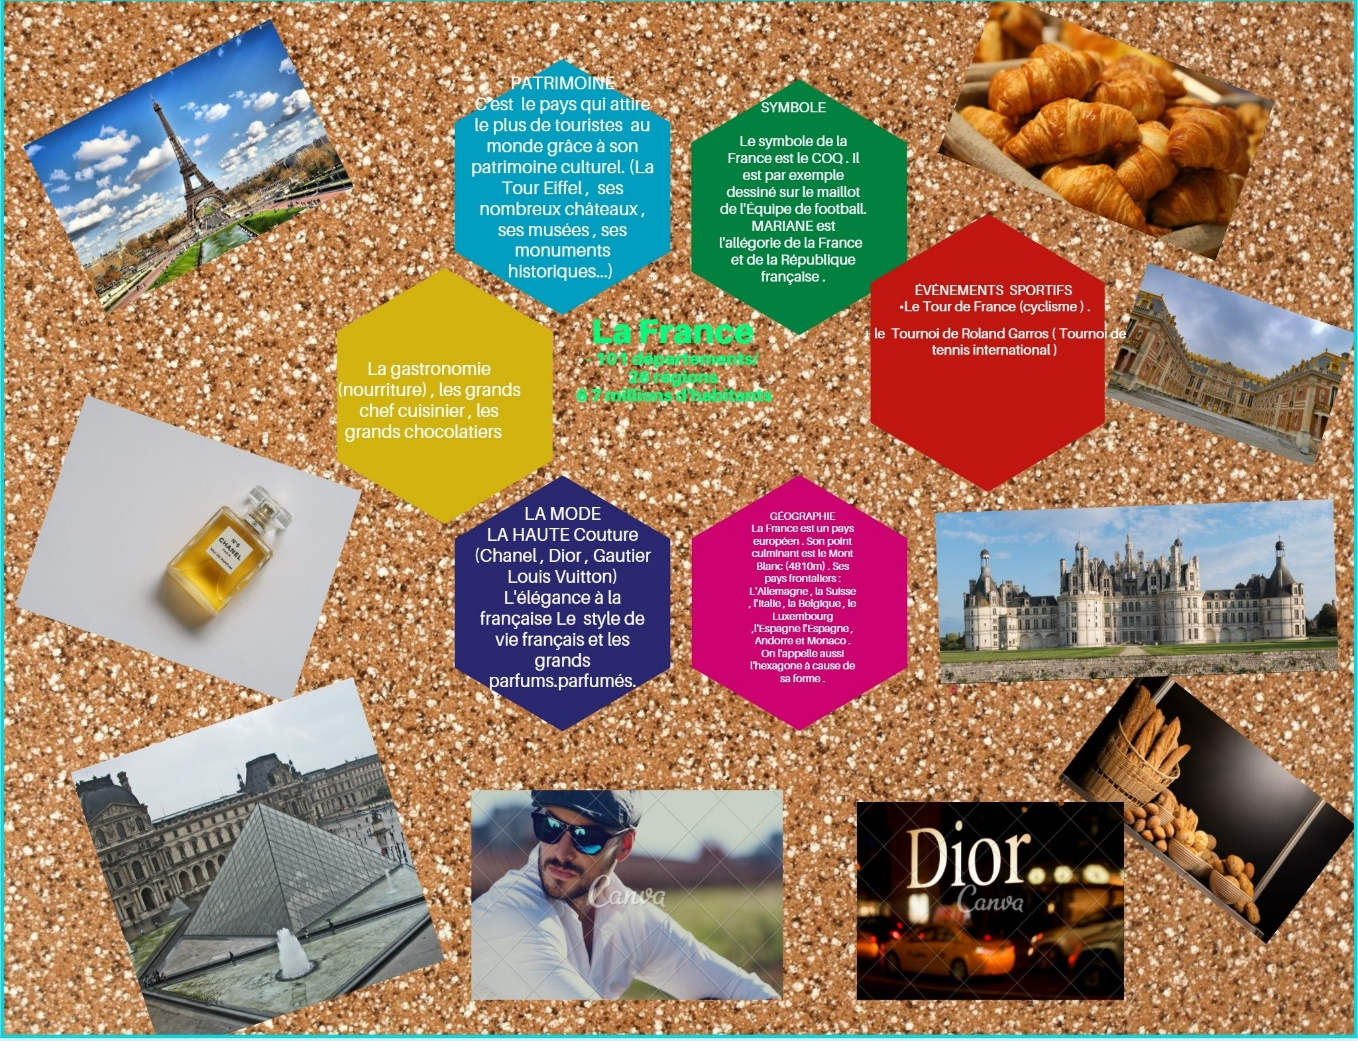 PATRIMOINE
C'est le pays qui attire
le plus de touristes au
monde grâce à son
patrimoine culturel. (La
Tour Eiffel , ses
nombreux châteaux ,
ses musées , ses
monuments
historiques...)
SYMBOLE
Le symbole de la
France est le COQ . Il
est par exemple
dessiné sur le maillot
de l'Équipe de football.
MARIANE est
l'allégorie de la France
et de la République
française .
ÉVÉNEMENTS SPORTIFS
•Le Tour de France (cyclisme ) .
le Tournoi de Roland Garros ( Tournoi de
tennis international )
La France
101 départements/
26 régions
6 7 millions d'habitants
La gastronomie
(nourriture) , les grands
chef cuisinier , les
grands chocolatiers
LA MODE
LA HAUTE Couture
(Chanel , Dior , Gautier
Louis Vuitton)
L'élégance à la
française Le style de
vie français et les
grands
parfums.parfumés.
GÉOGRAPHIE
La France est un pays
européen . Son point
culminant est le Mont
Blanc (4810m) . Ses
pays frontaliers :
L'Allemagne , la Suisse
, l'Italie , la Belgique , le
Luxembourg
,l'Espagne l'Espagne ,
Andorre et Monaco .
On l'appelle aussi
l'hexagone à cause de
sa forme .
N°5
CHANEL
PARIS
EAU DE PARFUM
Canva
Dior
Canva